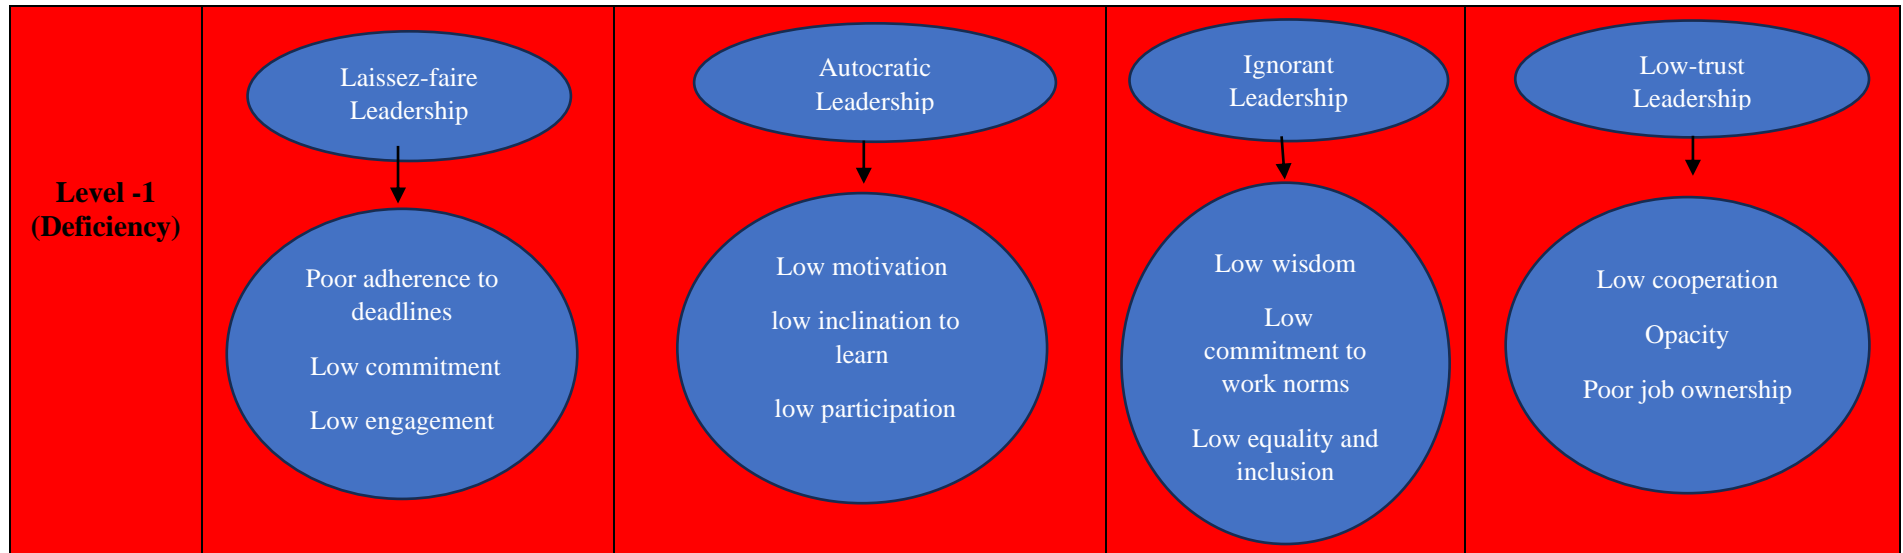 Level -1
(Deficiency)
Laissez-faire
Leadership
Poor adherence to
deadlines
Low commitment
Low engagement
Autocratic
Leadership
Low motivation
low inclination to
learn
low participation
Ignorant
Leadership
Low wisdom
Low
commitment to
work norms
Low equality and
inclusion
Low-trust
Leadership
Low cooperation
Opacity
Poor job ownership